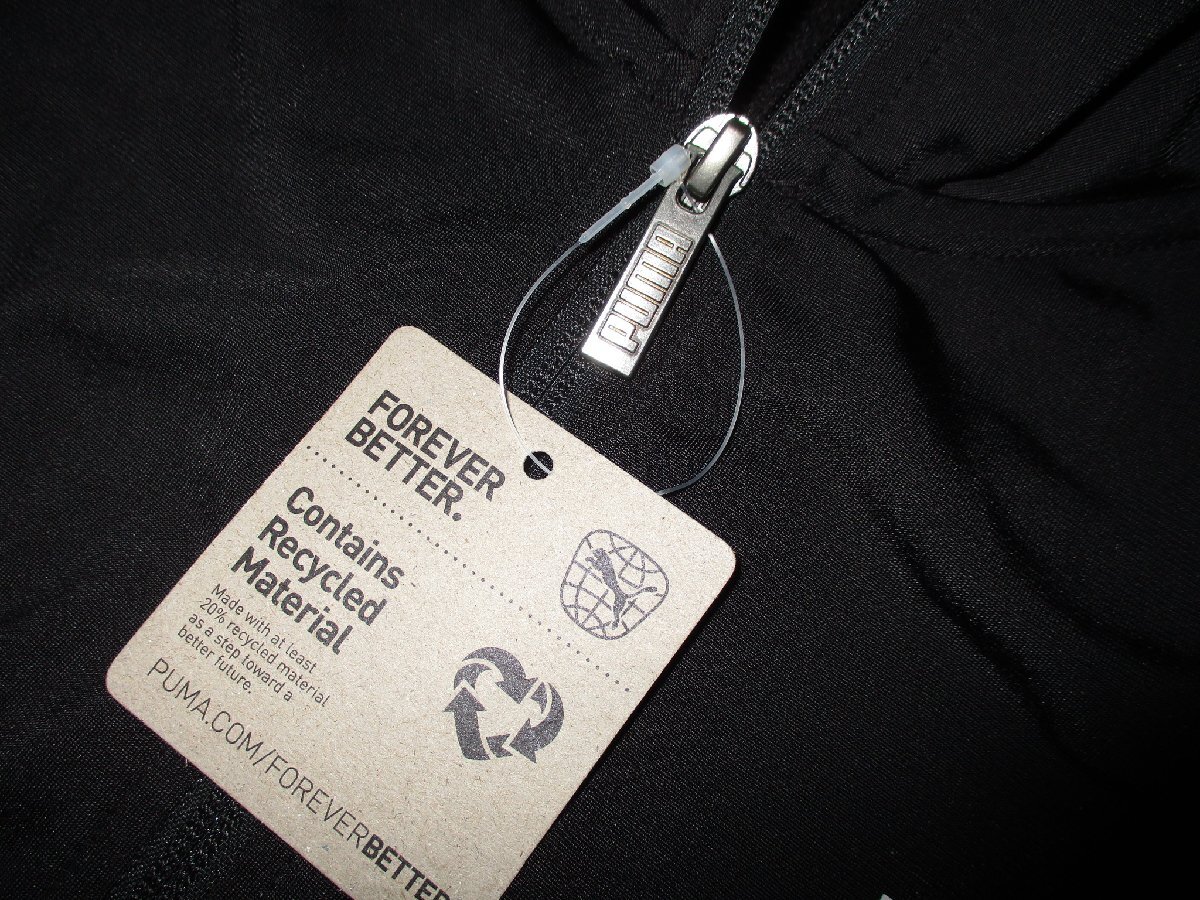 PUMA
FOREVER
BETTER.
Contains
Recycled
Material
Made with at least
20% recycled material
as a step toward a
better future.
PUMA.COM/FOREVERBETTER